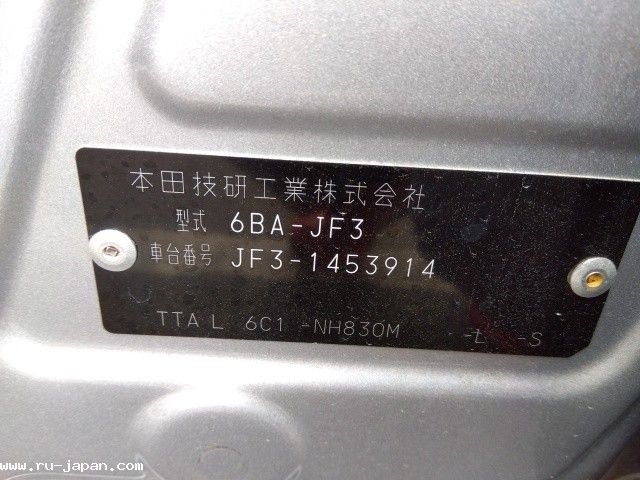 本田技研工業株式会社
型式 6BA-JF3
車台番号 JF3-1453914
TTA L 6C1 -NH830M -L -S
www.ru-japan.com